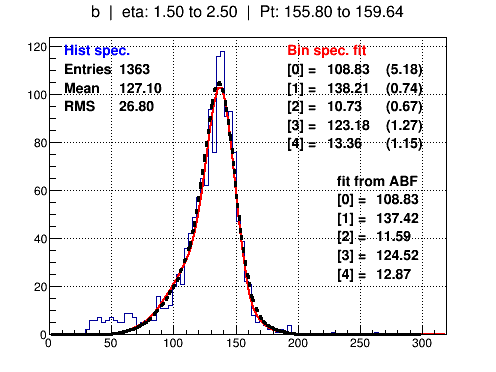 b | eta: 1.50 to 2.50 | Pt: 155.80 to 159.64
Hist spec.
Entries 1363
Mean 127.10
RMS 26.80
Bin spec. fit
[0] = 108.83 (5.18)
[1] = 138.21 (0.74)
[2] = 10.73 (0.67)
[3] = 123.18 (1.27)
[4] = 13.36 (1.15)
fit from ABF
[0] = 108.83
[1] = 137.42
[2] = 11.59
[3] = 124.52
[4] = 12.87
120
100
80
60
40
20
0
0 50 100 150 200 250 300